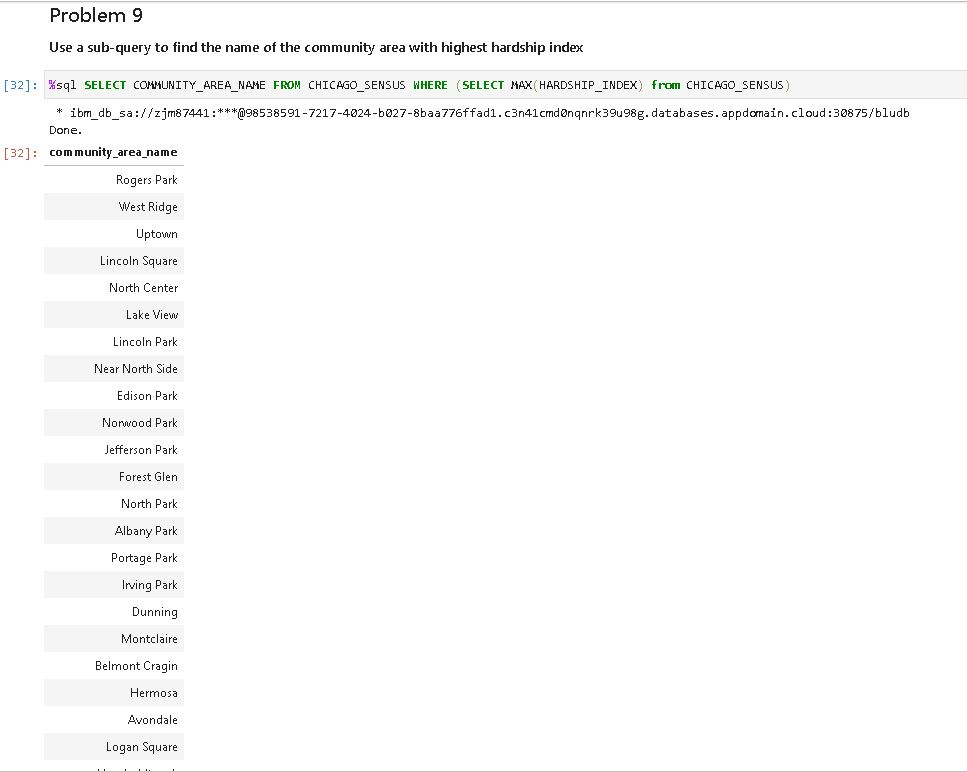 Problem 9
Use a sub-query to find the name of the community area with highest hardship index
[32]: %sql SELECT COMMUNITY_AREA_NAME FROM CHICAGO_SENSUS WHERE (SELECT MAX(HARDSHIP_INDEX) from CHICAGO_SENSUS)
* ibm_db_sa://zjm87441:***@98538591-7217-4024-b027-8baa776ffad1.c3n41cmd0nqnrk39u98g.databases.appdomain.cloud:30875/bludb
Done.
[32]: community_area_name
Rogers Park
West Ridge
Uptown
Lincoln Square
North Center
Lake View
Lincoln Park
Near North Side
Edison Park
Norwood Park
Jefferson Park
Forest Glen
North Park
Albany Park
Portage Park
Irving Park
Dunning
Montclaire
Belmont Cragin
Hermosa
Avondale
Logan Square